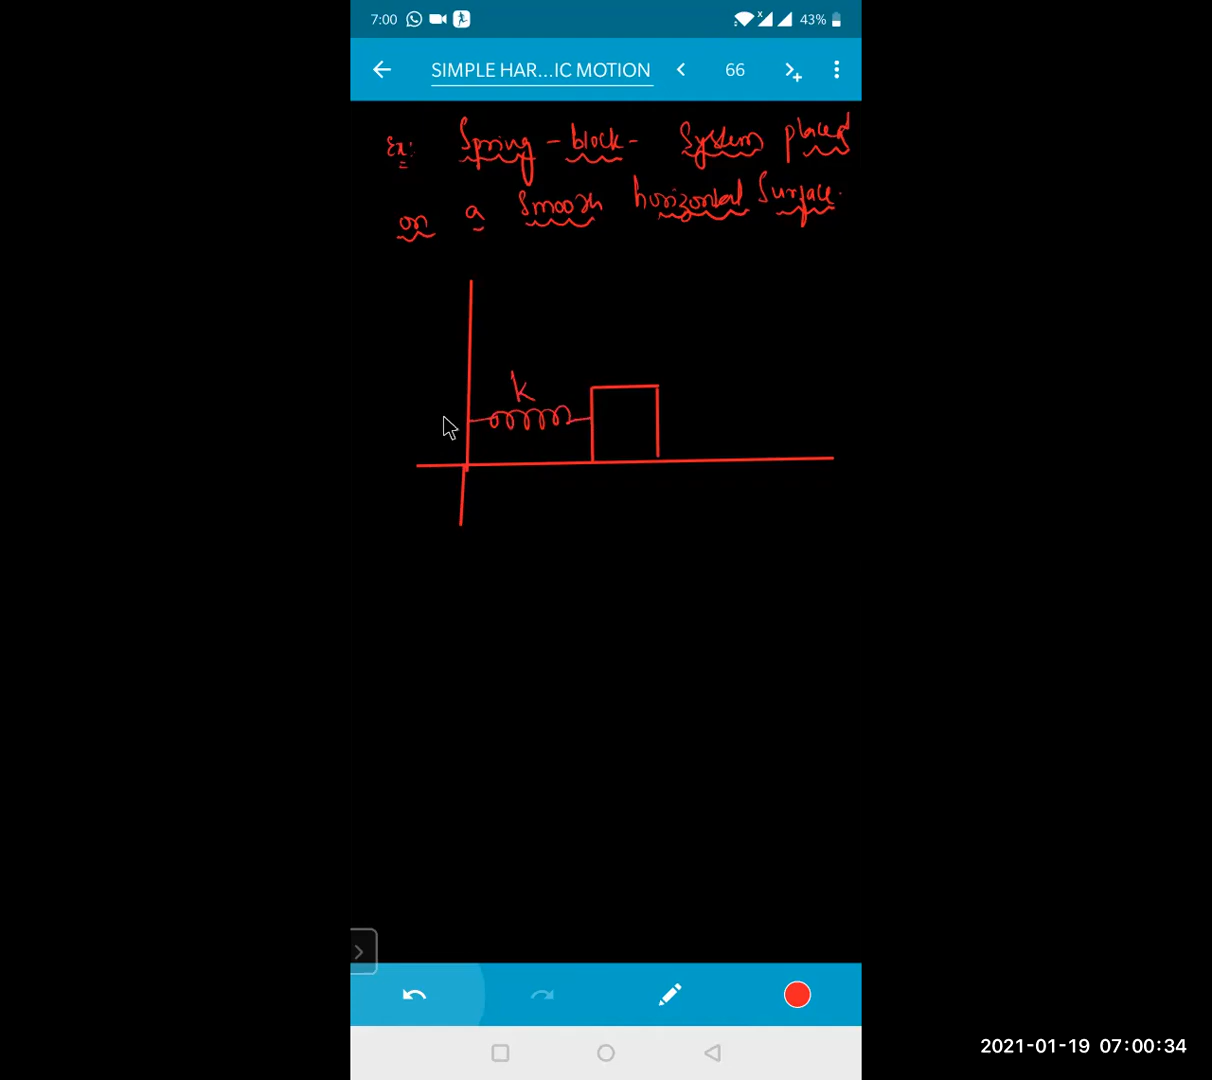 7:00 43%
SIMPLE HAR...IC MOTION 66
Ex: Spring-block-System placed
on a smooth horizontal Surface.
k
2021-01-19 07:00:34